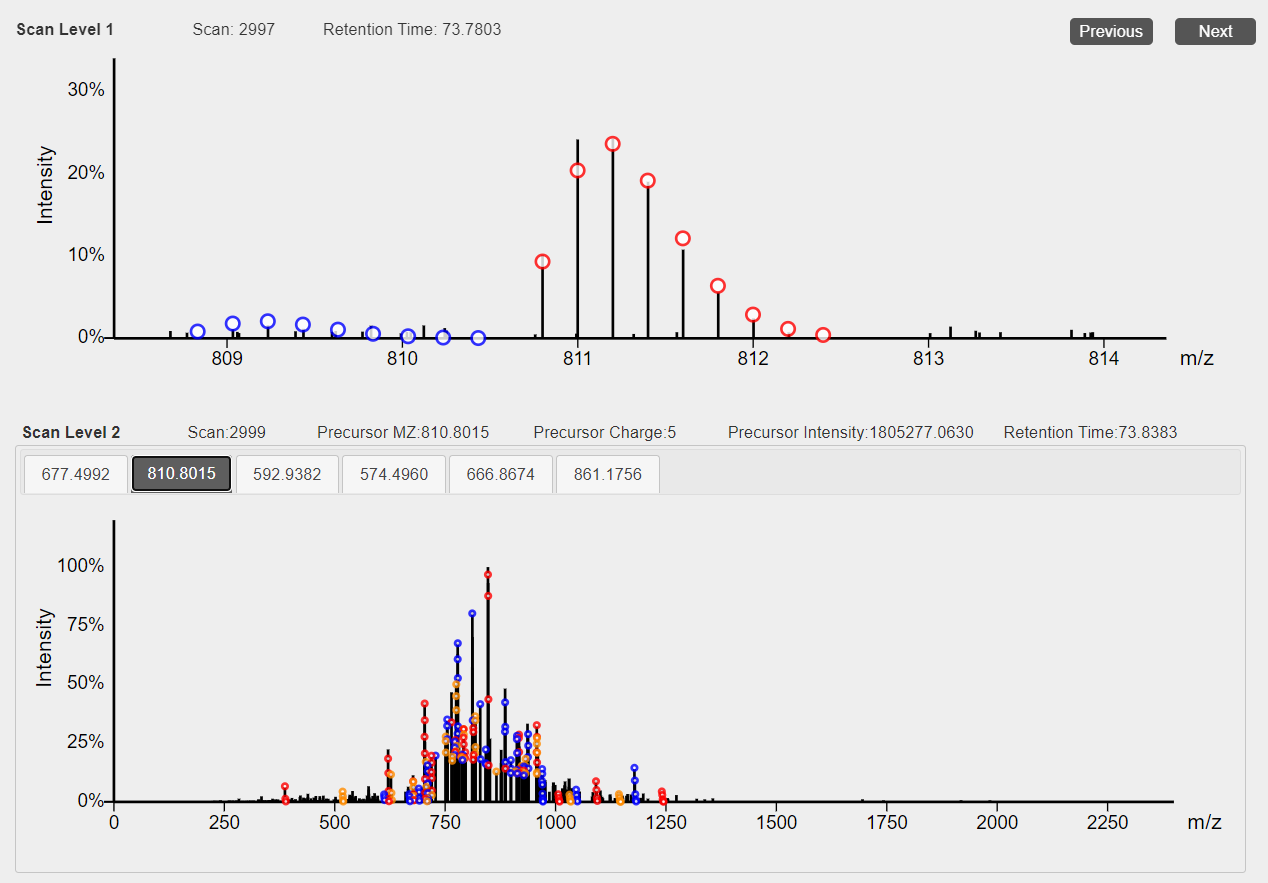 Scan Level 1 Scan: 2997 Retention Time: 73.7803 Previous Next
30%
20%
10%
0%
Intensity
809 810 811 812 813 814 m/z
Scan Level 2 Scan:2999 Precursor MZ:810.8015 Precursor Charge:5 Precursor Intensity:1805277.0630 Retention Time:73.8383
677.4992 810.8015 592.9382 574.4960 666.8674 861.1756
100%
75%
50%
25%
0%
Intensity
0 250 500 750 1000 1250 1500 1750 2000 2250 m/z